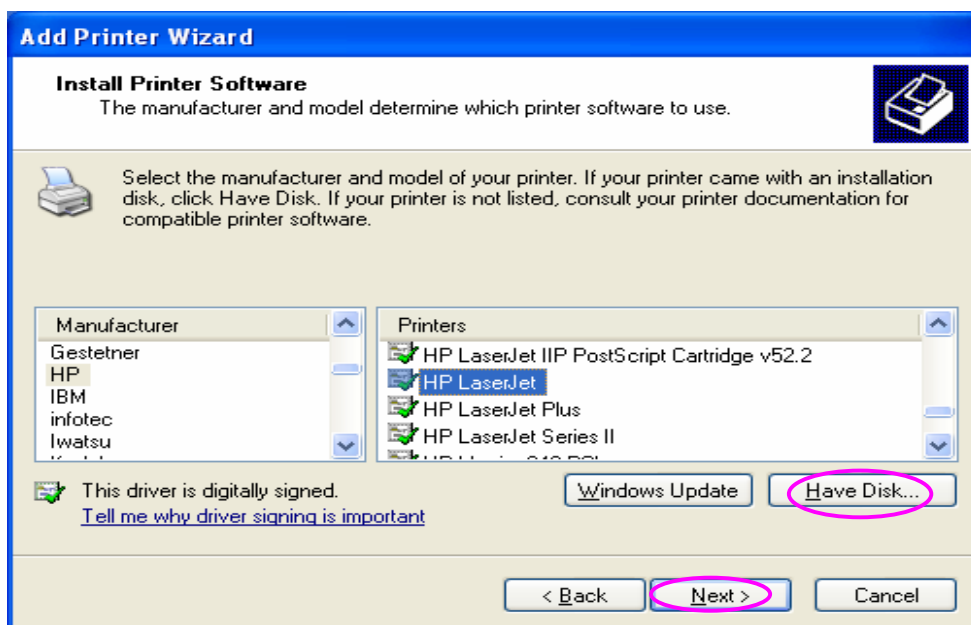 Add Printer Wizard
Install Printer Software
The manufacturer and model determine which printer software to use.
Select the manufacturer and model of your printer. If your printer came with an installation
disk, click Have Disk. If your printer is not listed, consult your printer documentation for
compatible printer software.
Manufacturer
Gestetner
HP
IBM
infotec
Iwatsu
Printers
HP LaserJet IIP PostScript Cartridge v52.2
HP LaserJet
HP LaserJet Plus
HP LaserJet Series II
This driver is digitally signed.
Tell me why driver signing is important
Windows Update
Have Disk...
< Back
Next >
Cancel